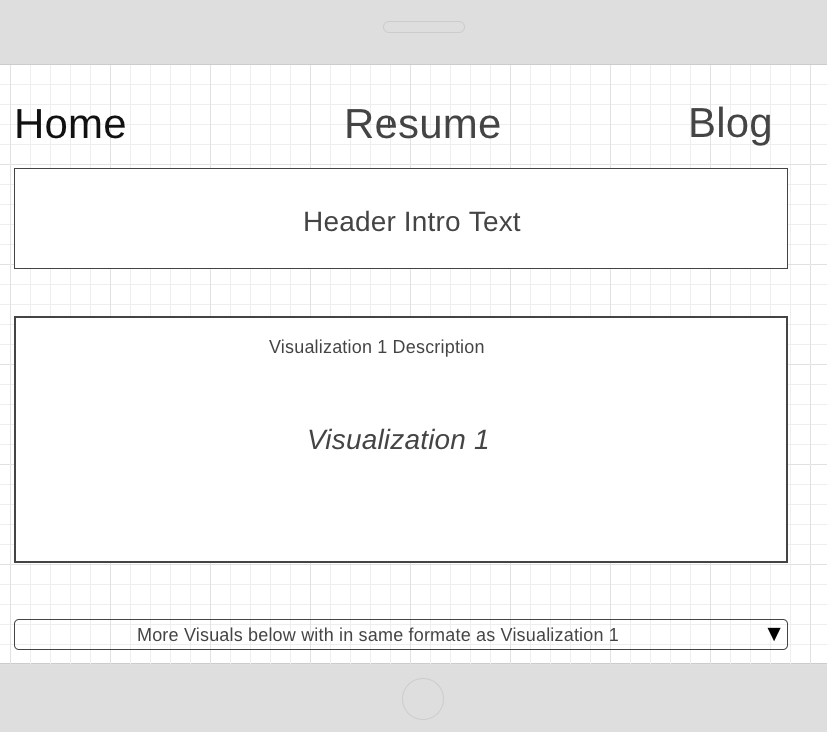 Home Resume Blog
Header Intro Text
Visualization 1 Description
Visualization 1
More Visuals below with in same formate as Visualization 1